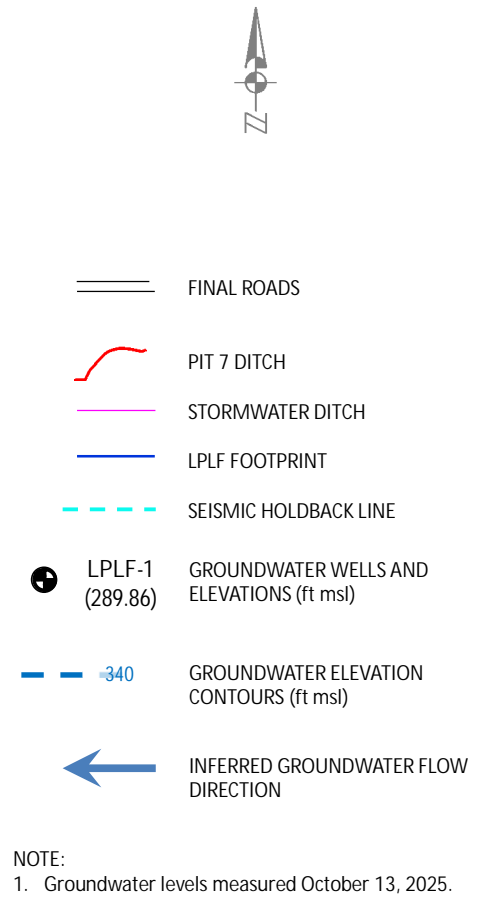 N
FINAL ROADS
PIT 7 DITCH
STORMWATER DITCH
LPLF FOOTPRINT
SEISMIC HOLDBACK LINE
LPLF-1
(289.86)
GROUNDWATER WELLS AND
ELEVATIONS (ft msl)
340
GROUNDWATER ELEVATION
CONTOURS (ft msl)
INFERRED GROUNDWATER FLOW
DIRECTION
NOTE:
1. Groundwater levels measured October 13, 2025.